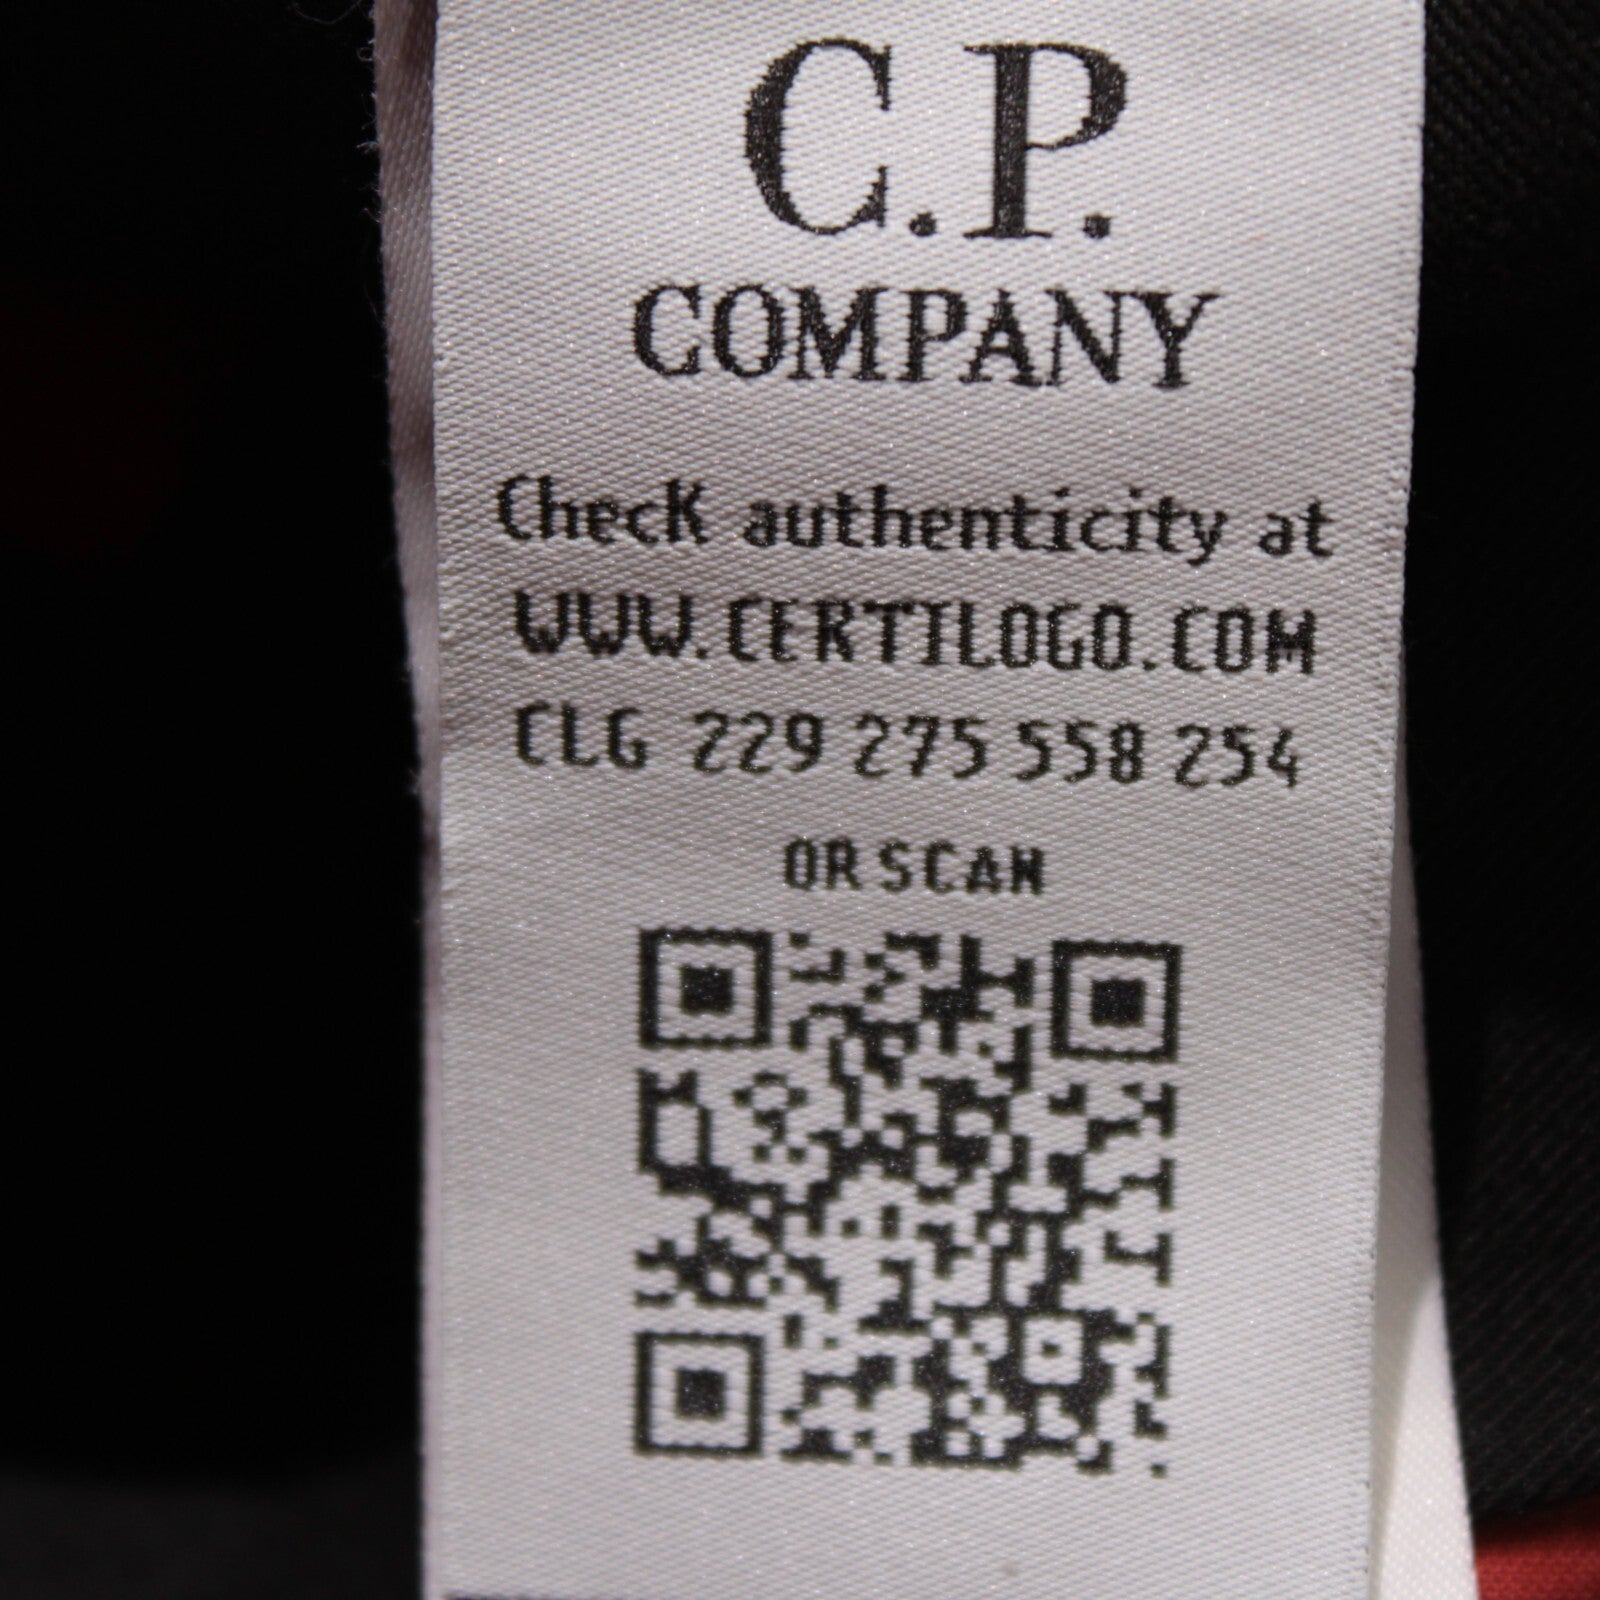 C.P.
COMPANY
Check authenticity at
WWW.CERTILOGO.COM
CLG 229 275 558 254
OR SCAN